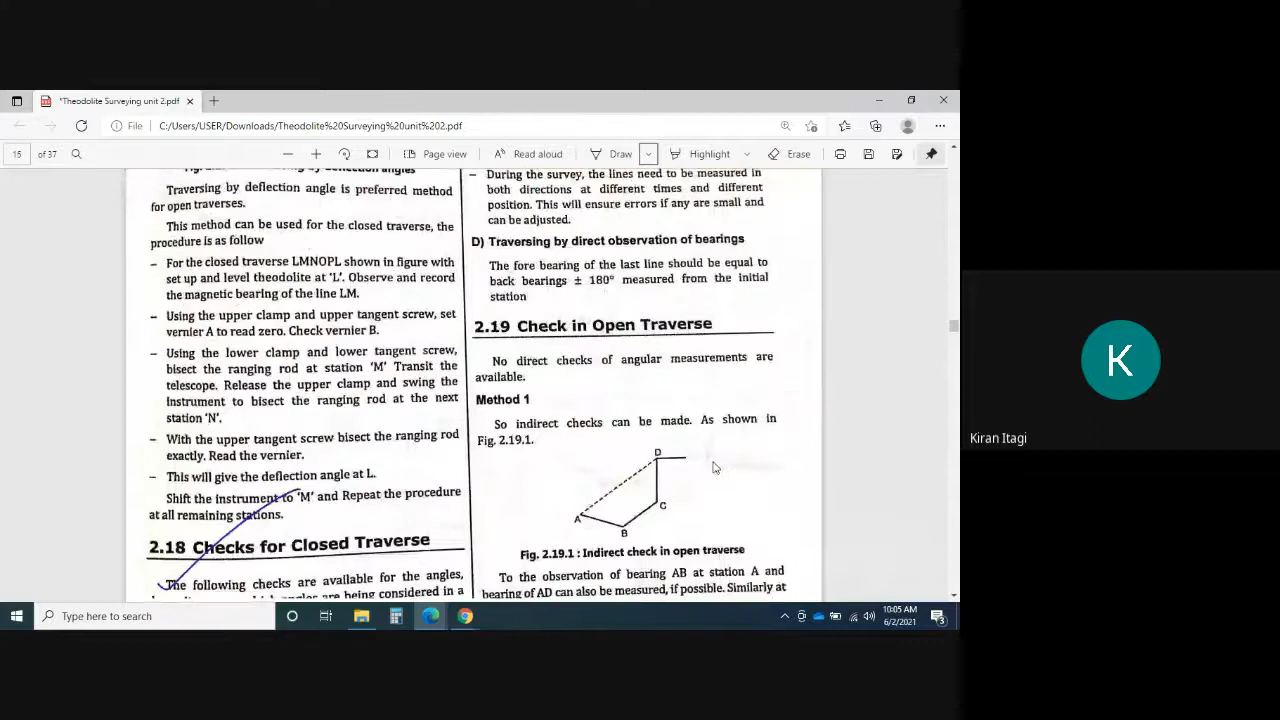 *Theodolite Surveying unit 2.pdf
File
C:/Users/USER/Downloads/Theodolite%20Surveying%20unit%202.pdf
15 of 37
Page view
Read aloud
Draw
Highlight
Erase
by deflection angles
Traversing by deflection angle is preferred method
for open traverses.
This method can be used for the closed traverse, the
procedure is as follow
– For the closed traverse LMNOPL shown in figure with
set up and level theodolite at 'L'. Observe and record
the magnetic bearing of the line LM.
– Using the upper clamp and upper tangent screw, set
vernier A to read zero. Check vernier B.
– Using the lower clamp and lower tangent screw,
bisect the ranging rod at station 'M' Transit the
telescope. Release the upper clamp and swing the
instrument to bisect the ranging rod at the next
station 'N'.
– With the upper tangent screw bisect the ranging rod
exactly. Read the vernier.
– This will give the deflection angle at L.
Shift the instrument to 'M' and Repeat the procedure
at all remaining stations.
2.18 Checks for Closed Traverse
The following checks are available for the angles,
which angles are being considered in a
– During the survey, the lines need to be measured in
both directions at different times and different
position. This will ensure errors if any are small and
can be adjusted.
D) Traversing by direct observation of bearings
The fore bearing of the last line should be equal to
back bearings ± 180° measured from the initial
station
2.19 Check in Open Traverse
No direct checks of angular measurements are
available.
Method 1
So indirect checks can be made. As shown in
Fig. 2.19.1.
D
A
C
B
Fig. 2.19.1 : Indirect check in open traverse
To the observation of bearing AB at station A and
bearing of AD can also be measured, if possible. Similarly at
K
Kiran Itagi
Type here to search
10:05 AM
6/2/2021
3